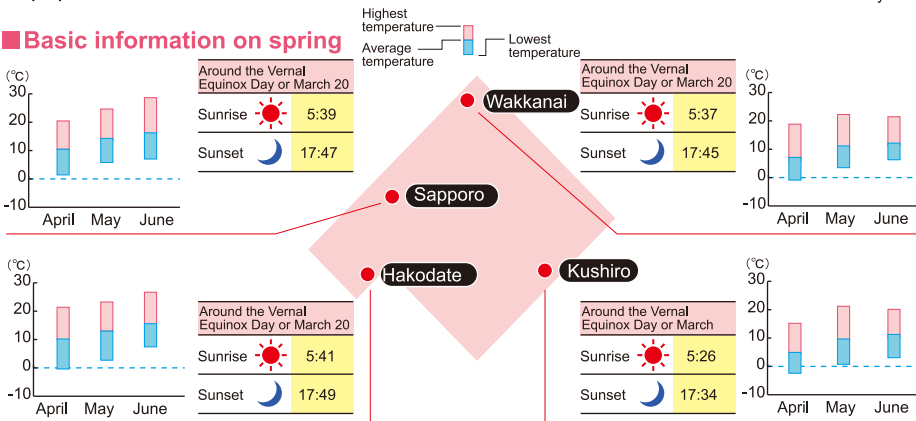 Basic information on spring
Highest
temperature
Average
temperature
Lowest
temperature
(℃)
30
20
10
0
-10
April May June
Around the Vernal
Equinox Day or March 20
Sunrise 5:39
Sunset 17:47
Wakkanai
Sapporo
Hakodate
Kushiro
Around the Vernal
Equinox Day or March 20
Sunrise 5:37
Sunset 17:45
(℃)
30
20
10
0
-10
April May June
(℃)
30
20
10
0
-10
April May June
Around the Vernal
Equinox Day or March 20
Sunrise 5:41
Sunset 17:49
Around the Vernal
Equinox Day or March
Sunrise 5:26
Sunset 17:34
(℃)
30
20
10
0
-10
April May June